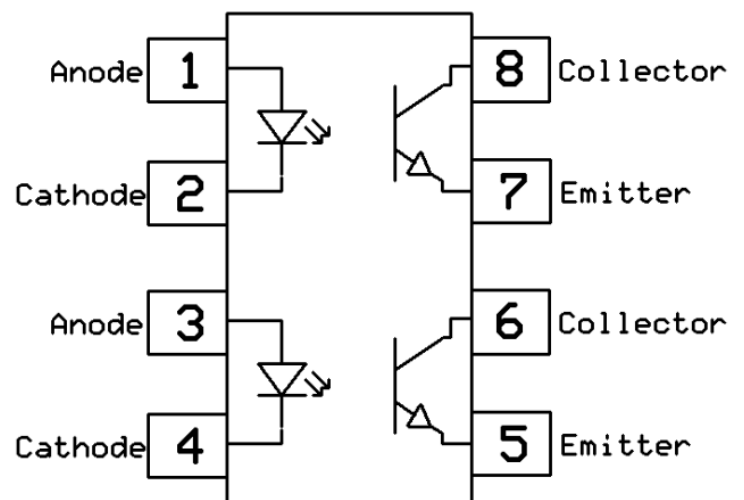 Anode 1 8 Collector
Cathode 2 7 Emitter
Anode 3 6 Collector
Cathode 4 5 Emitter